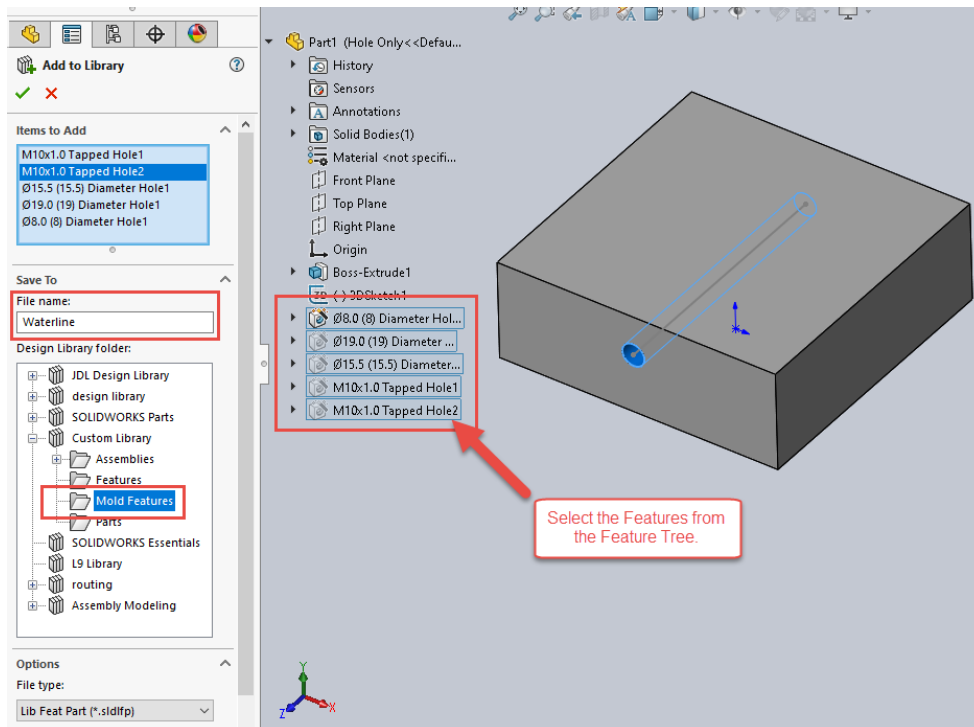 Add to Library
Items to Add
M10x1.0 Tapped Hole1
M10x1.0 Tapped Hole2
Ø15.5 (15.5) Diameter Hole1
Ø19.0 (19) Diameter Hole1
Ø8.0 (8) Diameter Hole1
Save To
File name:
Waterline
Design Library folder:
JDL Design Library
design library
SOLIDWORKS Parts
Custom Library
Assemblies
Features
Mold Features
Parts
SOLIDWORKS Essentials
L9 Library
routing
Assembly Modeling
Options
File type:
Lib Feat Part (*.sldlfp)
Part1 (Hole Only<<Defau...
History
Sensors
Annotations
Solid Bodies(1)
Material <not specifi...
Front Plane
Top Plane
Right Plane
Origin
Boss-Extrude1
(-) 3DSketch1
Ø8.0 (8) Diameter Hol...
Ø19.0 (19) Diameter ...
Ø15.5 (15.5) Diameter...
M10x1.0 Tapped Hole1
M10x1.0 Tapped Hole2
Select the Features from
the Feature Tree.
Y
X
Z